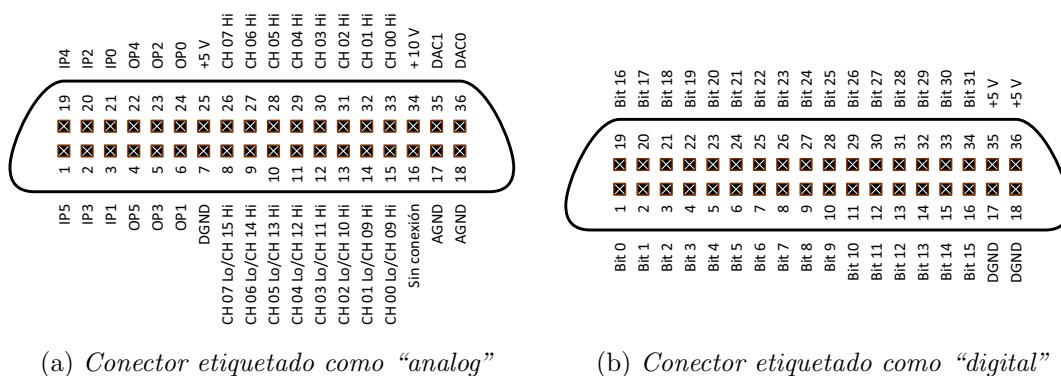 IP4 IP2 IP0 OP4 OP2 OP0 +5 V CH 07 Hi CH 06 Hi CH 05 Hi CH 04 Hi CH 03 Hi CH 02 Hi CH 01 Hi CH 00 Hi +10 V DAC1 DAC0
19 20 21 22 23 24 25 26 27 28 29 30 31 32 33 34 35 36
1 2 3 4 5 6 7 8 9 10 11 12 13 14 15 16 17 18
IP5 IP3 IP1 OP5 OP3 OP1 DGND CH 07 Lo/CH 15 Hi CH 06 Lo/CH 14 Hi CH 05 Lo/CH 13 Hi CH 04 Lo/CH 12 Hi CH 03 Lo/CH 11 Hi CH 02 Lo/CH 10 Hi CH 01 Lo/CH 09 Hi CH 00 Lo/CH 09 Hi Sin conexión AGND AGND
(a) Conector etiquetado como “analog”
Bit 16 Bit 17 Bit 18 Bit 19 Bit 20 Bit 21 Bit 22 Bit 23 Bit 24 Bit 25 Bit 26 Bit 27 Bit 28 Bit 29 Bit 30 Bit 31 +5 V +5 V
19 20 21 22 23 24 25 26 27 28 29 30 31 32 33 34 35 36
1 2 3 4 5 6 7 8 9 10 11 12 13 14 15 16 17 18
Bit 0 Bit 1 Bit 2 Bit 3 Bit 4 Bit 5 Bit 6 Bit 7 Bit 8 Bit 9 Bit 10 Bit 11 Bit 12 Bit 13 Bit 14 Bit 15 DGND DGND
(b) Conector etiquetado como “digital”